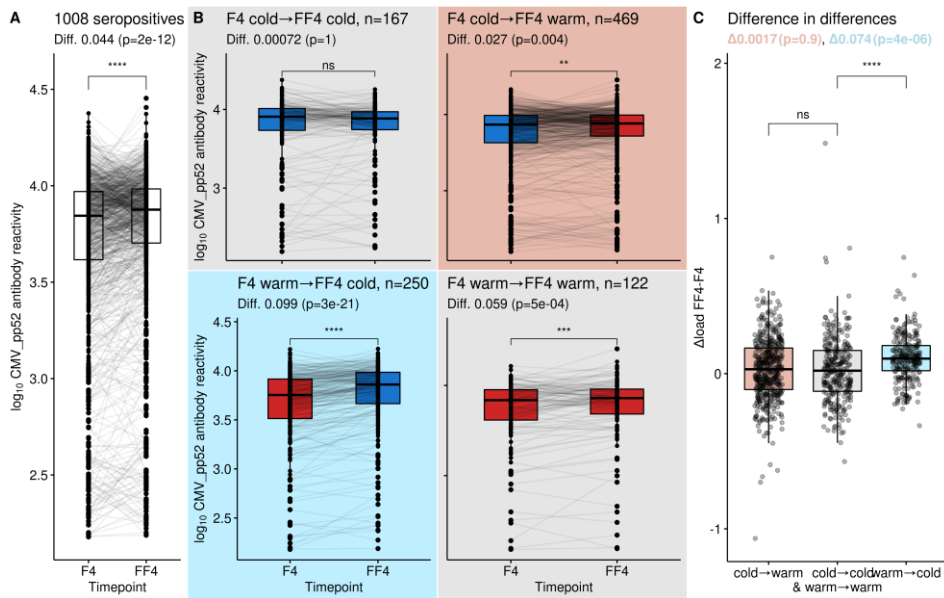 A
1008 seropositives
Diff. 0.044 (p=2e-12)
****
4.5
4.0
3.5
3.0
2.5
log10 CMV_pp52 antibody reactivity
F4
FF4
Timepoint
B
F4 cold→FF4 cold, n=167
Diff. 0.00072 (p=1)
ns
4
3
log10 CMV_pp52 antibody reactivity
F4 cold→FF4 warm, n=469
Diff. 0.027 (p=0.004)
**
F4 warm→FF4 cold, n=250
Diff. 0.099 (p=3e-21)
****
4.5
4.0
3.5
3.0
2.5
log10 CMV_pp52 antibody reactivity
F4
FF4
Timepoint
F4 warm→FF4 warm, n=122
Diff. 0.059 (p=5e-04)
***
F4
FF4
Timepoint
C
Difference in differences
Δ0.0017 (p=0.9), Δ0.074 (p=4e-06)
2
****
ns
1
0
-1
Δload FF4-F4
cold→warm
cold→cold
& warm→warm
warm→cold